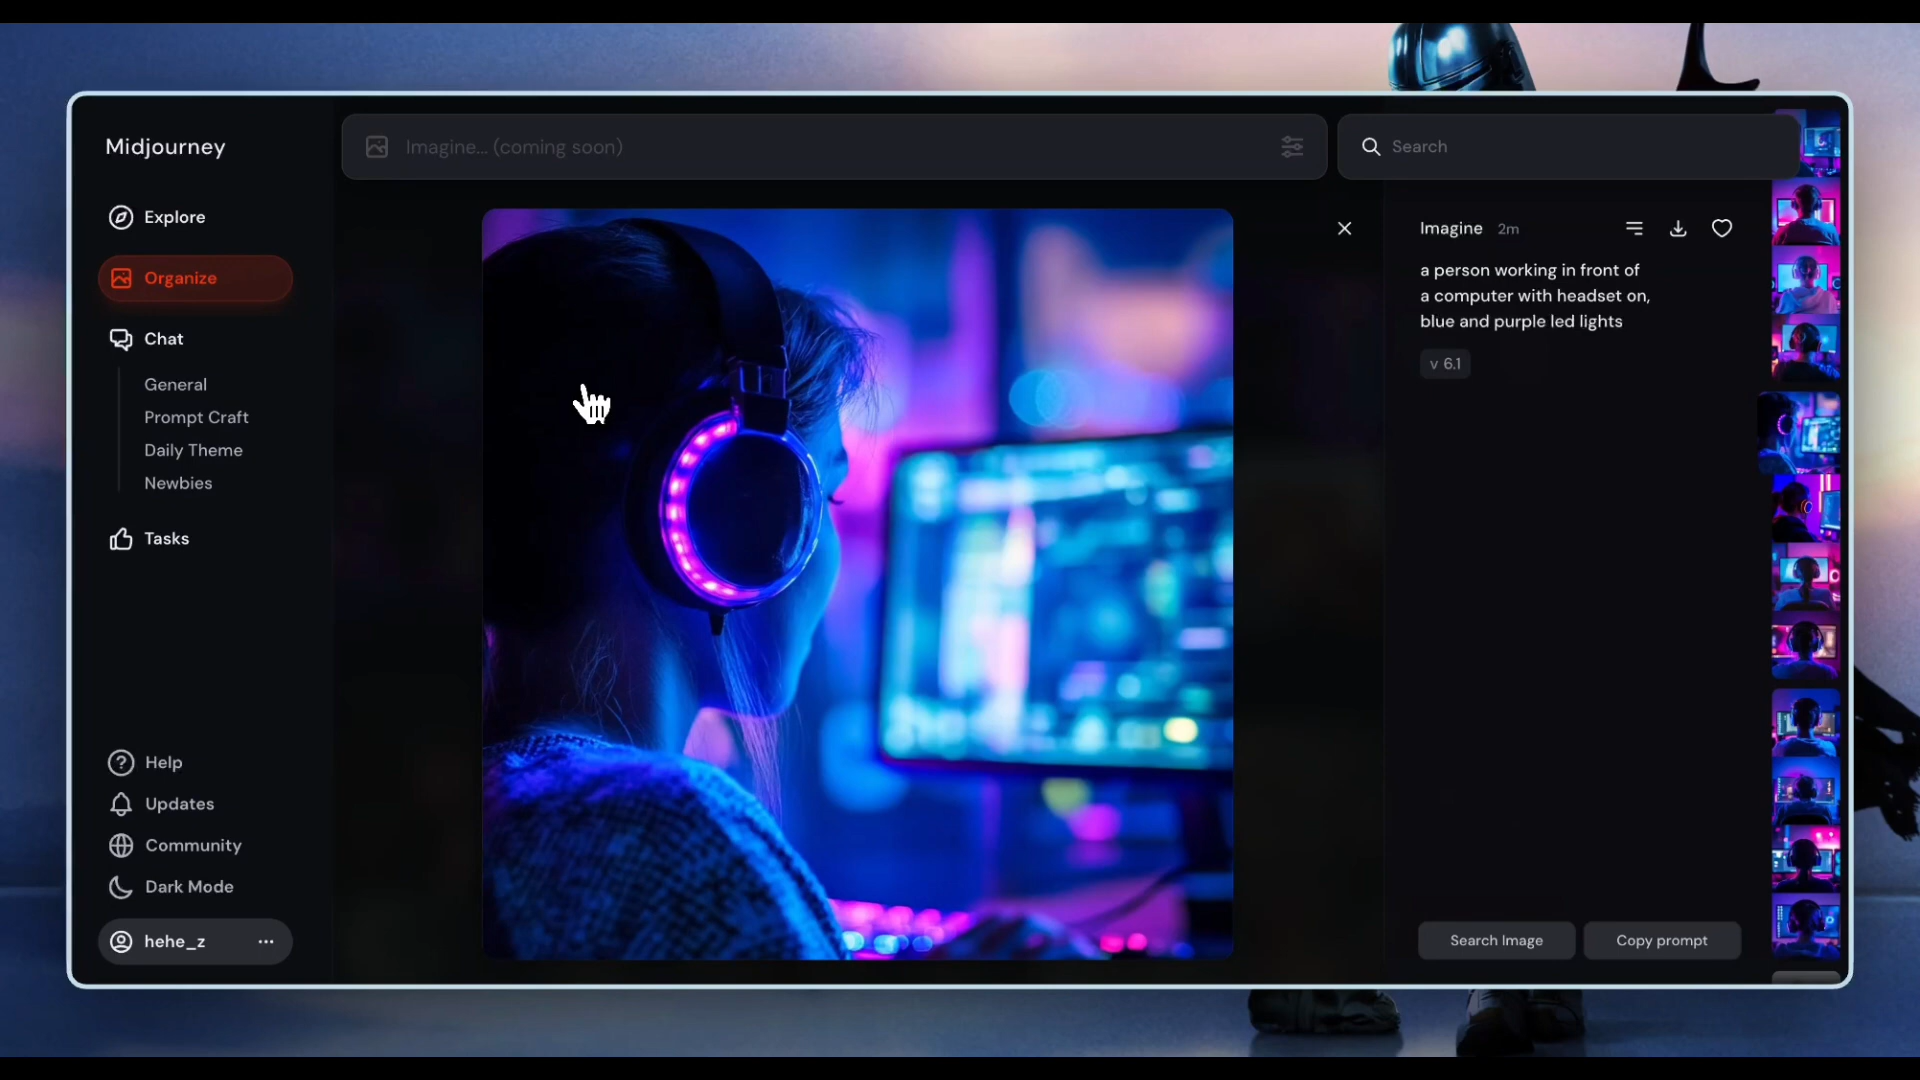 Midjourney
Imagine... (coming soon)
Search
Explore
Organize
Chat
General
Prompt Craft
Daily Theme
Newbies
Tasks
Help
Updates
Community
Dark Mode
hehe_z
Imagine 2m
a person working in front of
a computer with headset on,
blue and purple led lights
v 6.1
Search Image
Copy prompt